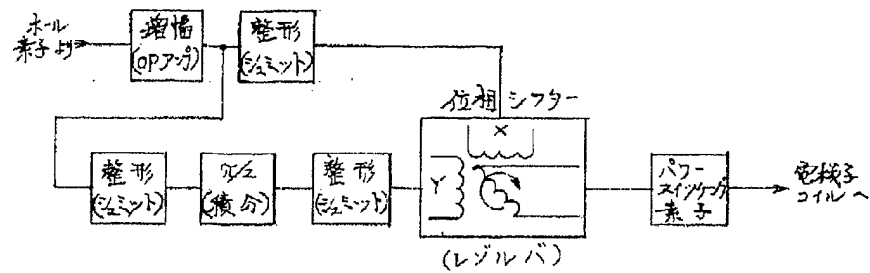 ホール
素子より
増幅
(OPアンプ)
整形
(シュミット)
位相シフター
X
Y
整形
(シュミット)
π/2
(積分)
整形
(シュミット)
(レゾルバ)
パワー
スイッチング
素子
電機子
コイルへ